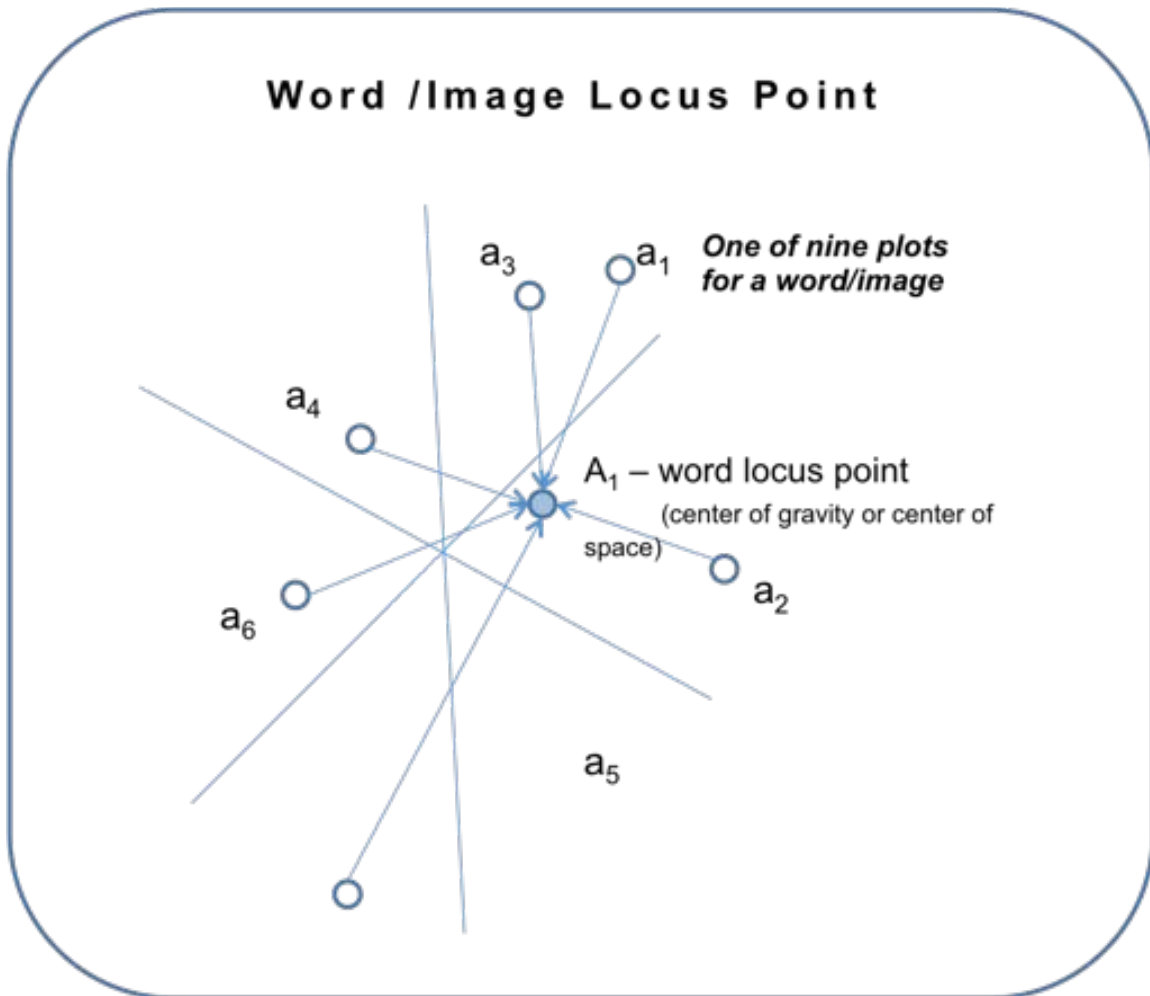 Word /Image Locus Point
One of nine plots
for a word/image
a₃
a₁
a₄
A₁ – word locus point
(center of gravity or center of
space)
a₂
a₆
a₅